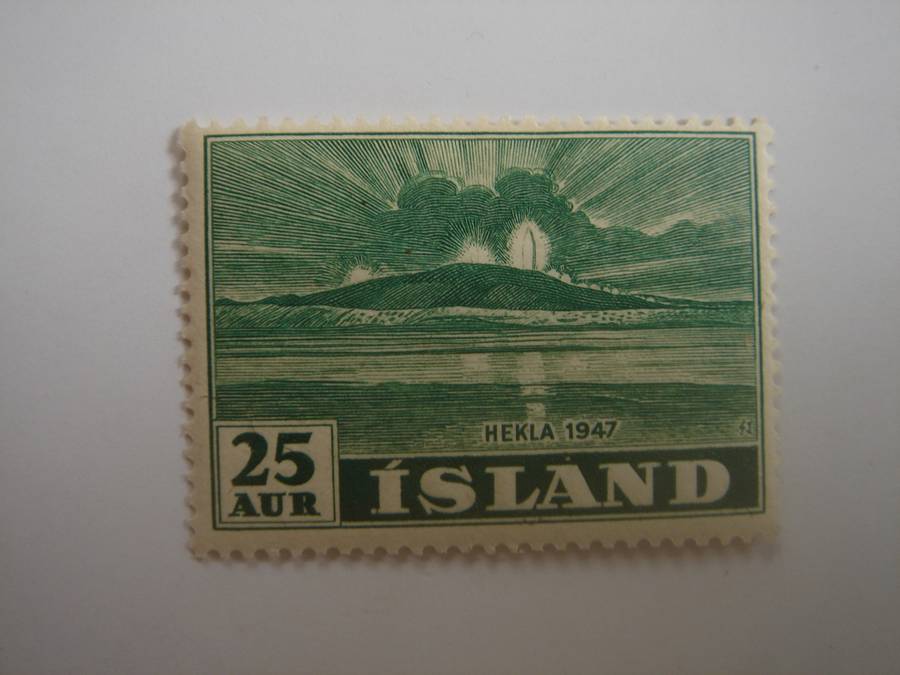 HEKLA 1947
25
AUR
ÍSLAND